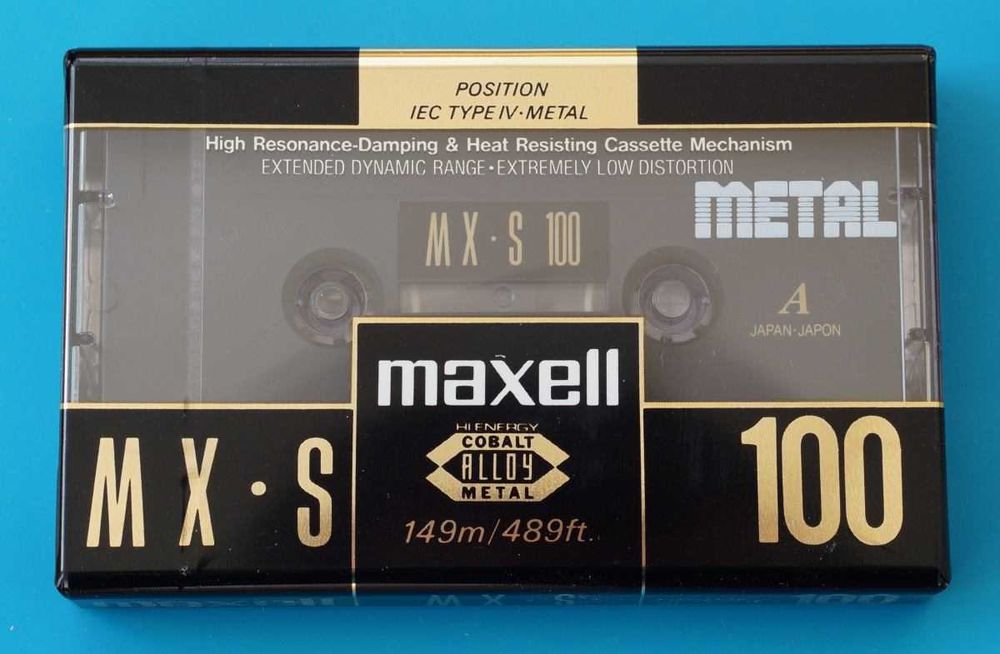 POSITION
IEC TYPE IV·METAL
High Resonance-Damping & Heat Resisting Cassette Mechanism
EXTENDED DYNAMIC RANGE·EXTREMELY LOW DISTORTION
METAL
MX·S 100
A
JAPAN·JAPON
maxell
HI ENERGY
COBALT
ALLOY
METAL
149m/489ft.
MX·S
100